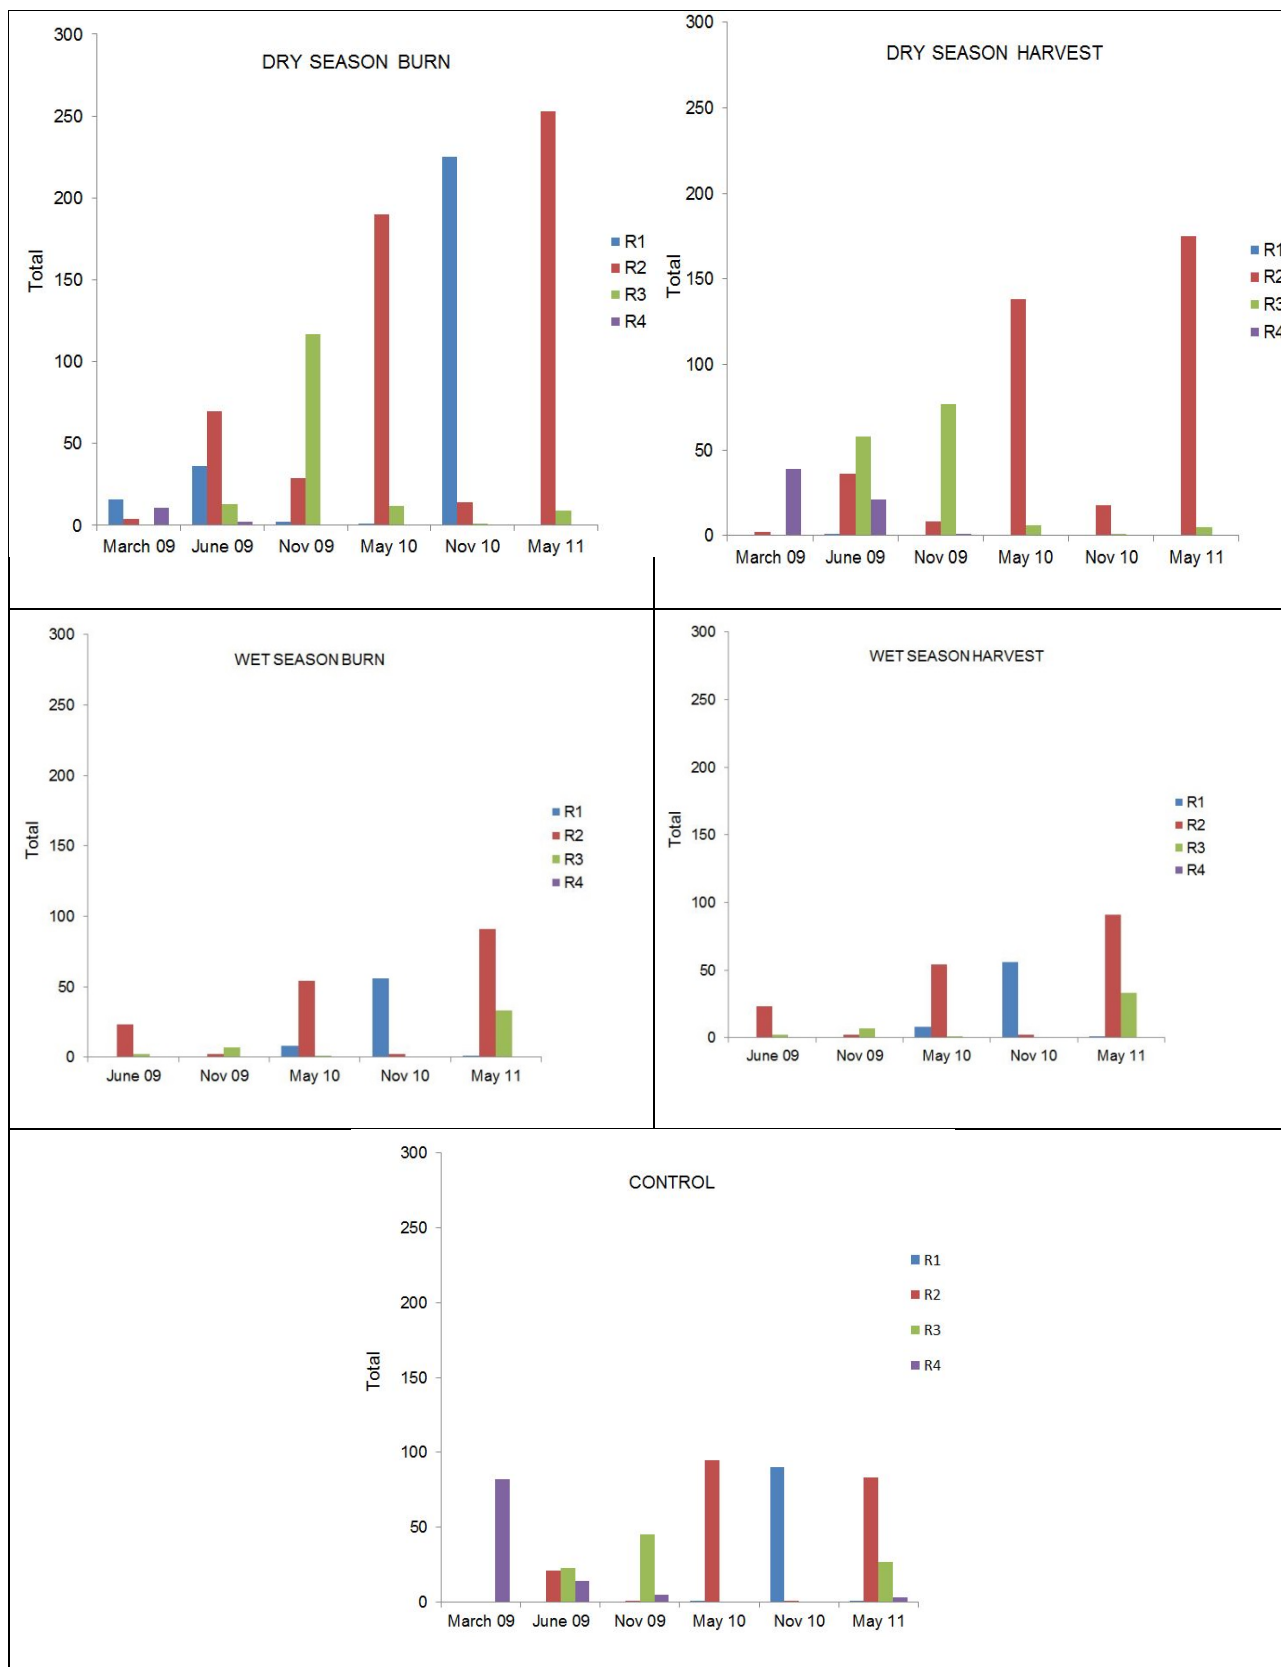 DRY SEASON BURN
300
250
200
150
100
50
0
Total
March 09 June 09 Nov 09 May 10 Nov 10 May 11
R1
R2
R3
R4
DRY SEASON HARVEST
300
250
200
150
100
50
0
Total
March 09 June 09 Nov 09 May 10 Nov 10 May 11
R1
R2
R3
R4
WET SEASON BURN
300
250
200
150
100
50
0
Total
June 09 Nov 09 May 10 Nov 10 May 11
R1
R2
R3
R4
WET SEASON HARVEST
300
250
200
150
100
50
0
Total
June 09 Nov 09 May 10 Nov 10 May 11
R1
R2
R3
R4
CONTROL
300
250
200
150
100
50
0
Total
March 09 June 09 Nov 09 May 10 Nov 10 May 11
R1
R2
R3
R4